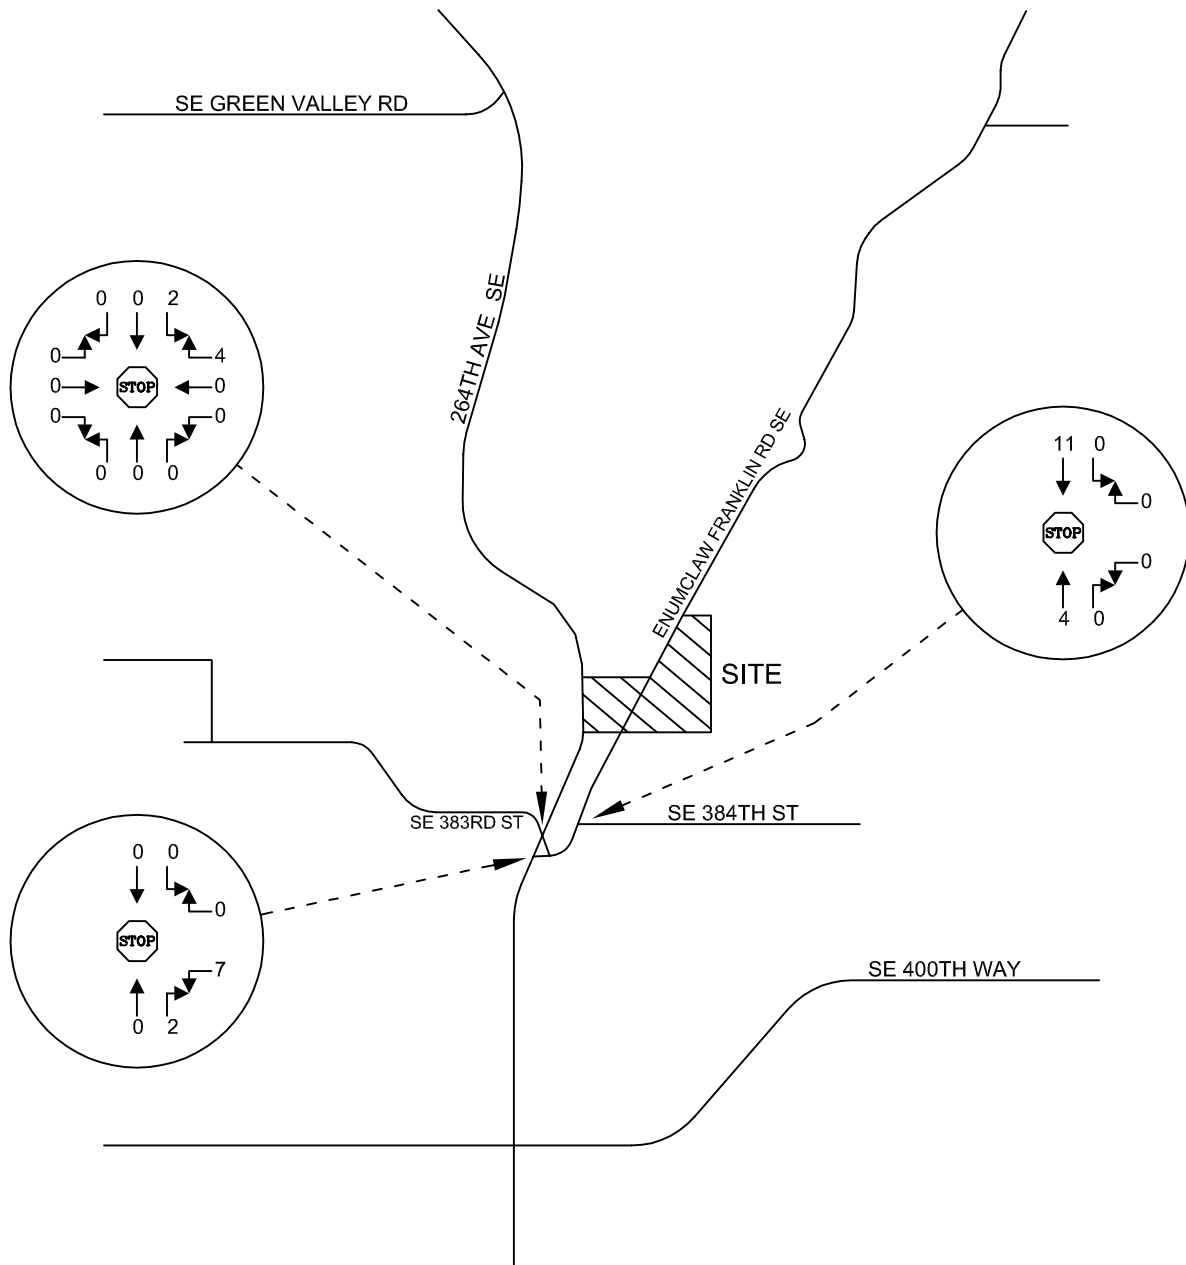 SE GREEN VALLEY RD
264TH AVE SE
ENUMCLAW FRANKLIN RD SE
0 0 2
0 4
0 STOP 0
0 0
0 0 0
11 0
0
STOP
0
4 0
SITE
SE 383RD ST
SE 384TH ST
0 0
0
STOP
7
0 2
SE 400TH WAY